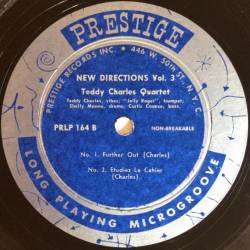 PRESTIGE
PRESTIGE RECORDS INC. ★ 446 W. 50th ST. N.Y.C.
NEW DIRECTIONS Vol. 3
Teddy Charles Quartet
Teddy Charles, vibes; "Jelly Roger", trumpet;
Shelly Manne, drums; Curtis Counce, bass.
PRLP 164 B
NON-BREAKABLE
No. 1. Further Out (Charles)
No. 2. Etudiez Le Cahier
(Charles)
LONG PLAYING MICROGROOVE